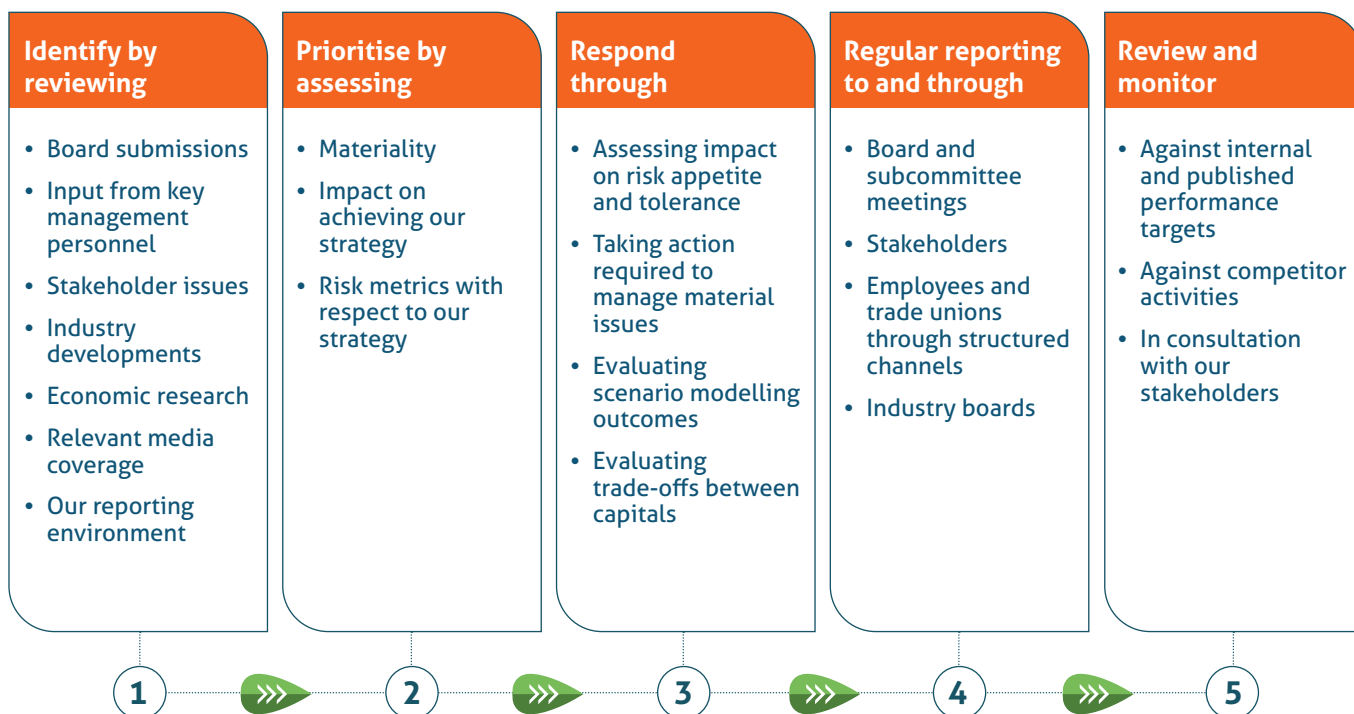 Identify by
reviewing
• Board submissions
• Input from key
management
personnel
• Stakeholder issues
• Industry
developments
• Economic research
• Relevant media
coverage
• Our reporting
environment
Prioritise by
assessing
• Materiality
• Impact on
achieving our
strategy
• Risk metrics with
respect to our
strategy
Respond
through
• Assessing impact
on risk appetite
and tolerance
• Taking action
required to
manage material
issues
• Evaluating
scenario modelling
outcomes
• Evaluating
trade-offs between
capitals
Regular reporting
to and through
• Board and
subcommittee
meetings
• Stakeholders
• Employees and
trade unions
through structured
channels
• Industry boards
Review and
monitor
• Against internal
and published
performance
targets
• Against competitor
activities
• In consultation
with our
stakeholders
1 2 3 4 5